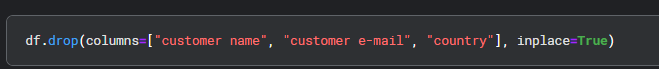 df.drop(columns=["customer name", "customer e-mail", "country"], inplace=True)